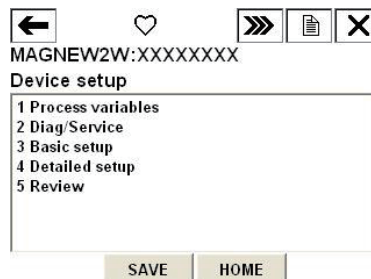 MAGNEW2W:XXXXXXXX
Device setup
1 Process variables
2 Diag/Service
3 Basic setup
4 Detailed setup
5 Review
SAVE HOME